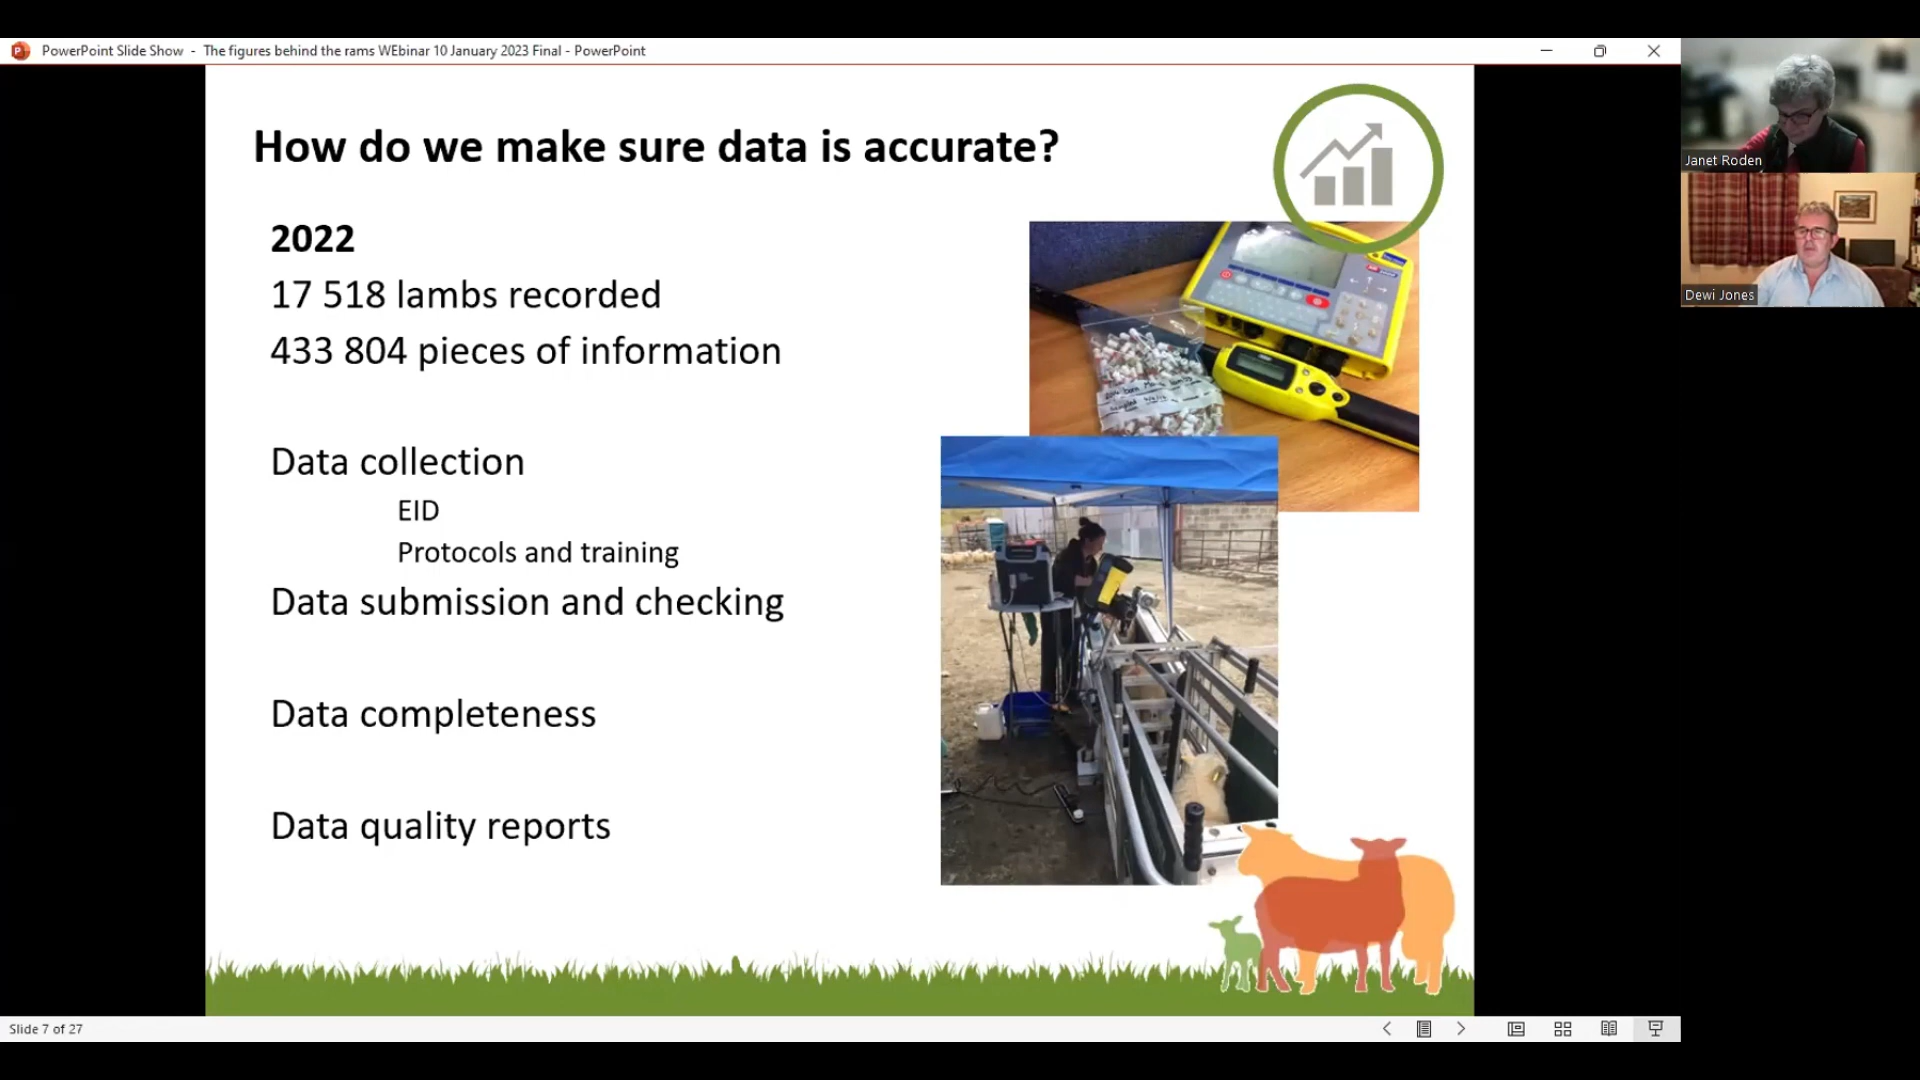 PowerPoint Slide Show - The figures behind the rams WEbinar 10 January 2023 Final - PowerPoint
Janet Roden
Dewi Jones
How do we make sure data is accurate?
2022
17 518 lambs recorded
433 804 pieces of information
Data collection
EID
Protocols and training
Data submission and checking
Data completeness
Data quality reports
Slide 7 of 27